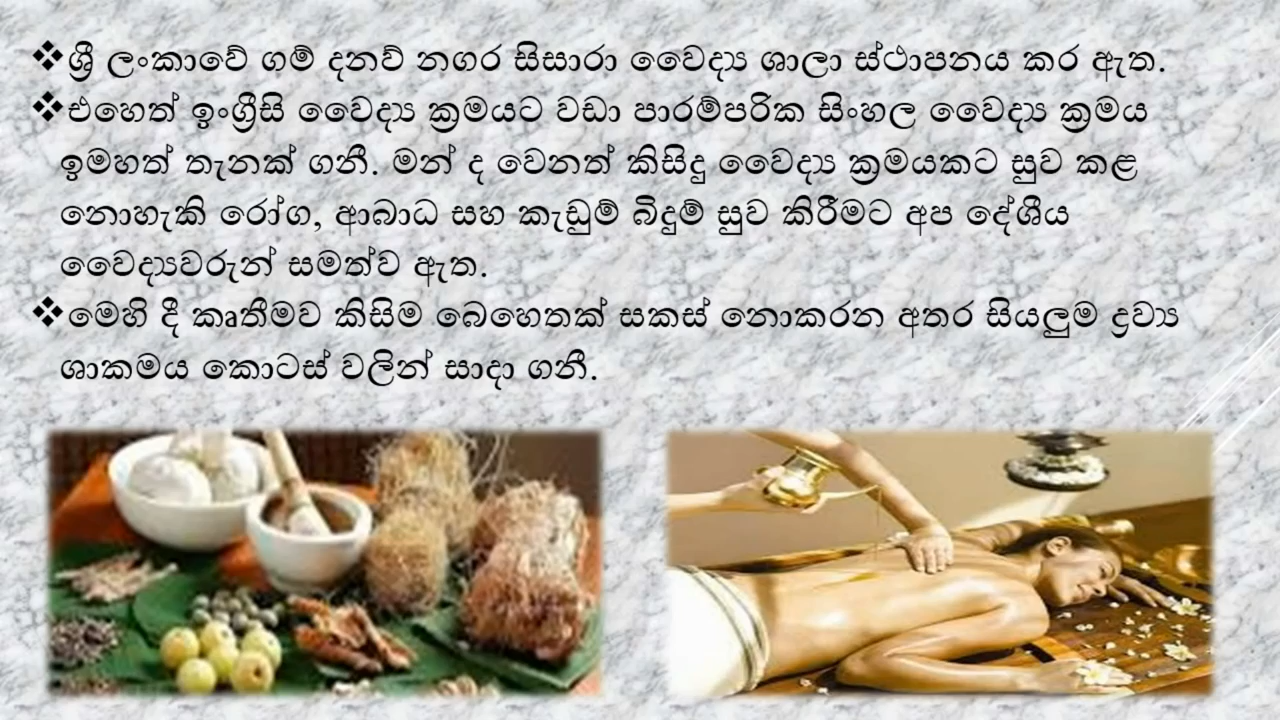 ❖ශ්‍රී ලංකාවේ ගම් දනව් නගර සිසාරා වෛද්‍ය ශාලා ස්ථාපනය කර ඇත.
❖එහෙත් ඉංග්‍රීසි වෛද්‍ය ක්‍රමයට වඩා පාරම්පරික සිංහල වෛද්‍ය ක්‍රමය
ඉමහත් තැනක් ගනී. මන් ද වෙනත් කිසිදු වෛද්‍ය ක්‍රමයකට සුව කළ
නොහැකි රෝග, ආබාධ සහ කැඩුම් බිදුම් සුව කිරීමට අප දේශීය
වෛද්‍යවරුන් සමත්ව ඇත.
❖මෙහි දී කෘතීමව කිසිම බෙහෙතක් සකස් නොකරන අතර සියලුම ද්‍රව්‍ය
ශාකමය කොටස් වලින් සාදා ගනී.